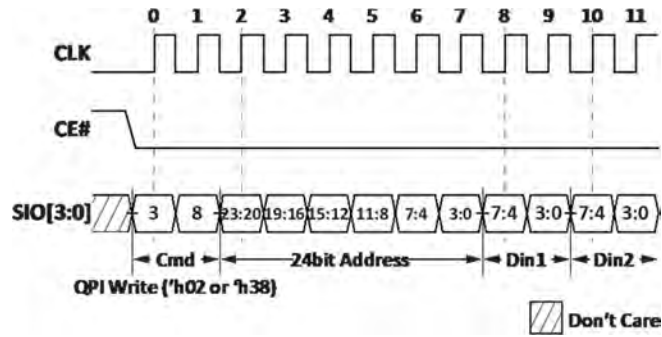 0 1 2 3 4 5 6 7 8 9 10 11
CLK
CE#
SIO[3:0] 3 8 23:20 19:16 15:12 11:8 7:4 3:0 7:4 3:0 7:4 3:0
Cmd 24bit Address Din1 Din2
QPI Write ('h02 or 'h38)
Don't Care